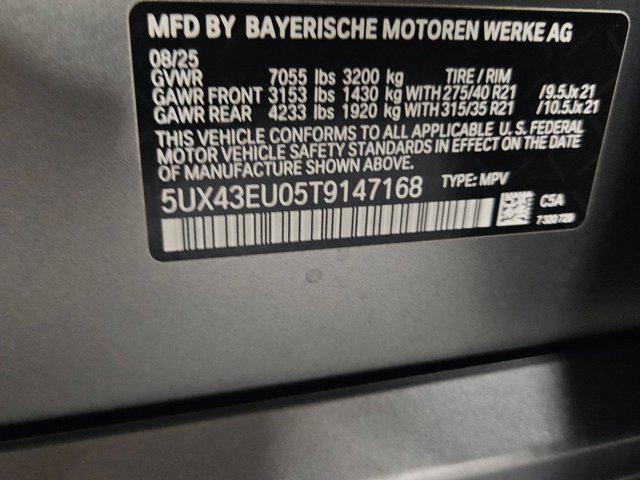 MFD BY BAYERISCHE MOTOREN WERKE AG
08/25
GVWR 7055 lbs 3200 kg TIRE / RIM
GAWR FRONT 3153 lbs 1430 kg WITH 275/40 R21 /9.5Jx21
GAWR REAR 4233 lbs 1920 kg WITH 315/35 R21 /10.5Jx21
THIS VEHICLE CONFORMS TO ALL APPLICABLE U. S. FEDERAL
MOTOR VEHICLE SAFETY STANDARDS IN EFFECT ON THE DATE
OF MANUFACTURE SHOWN ABOVE.
5UX43EU05T9147168 TYPE: MPV
C5A